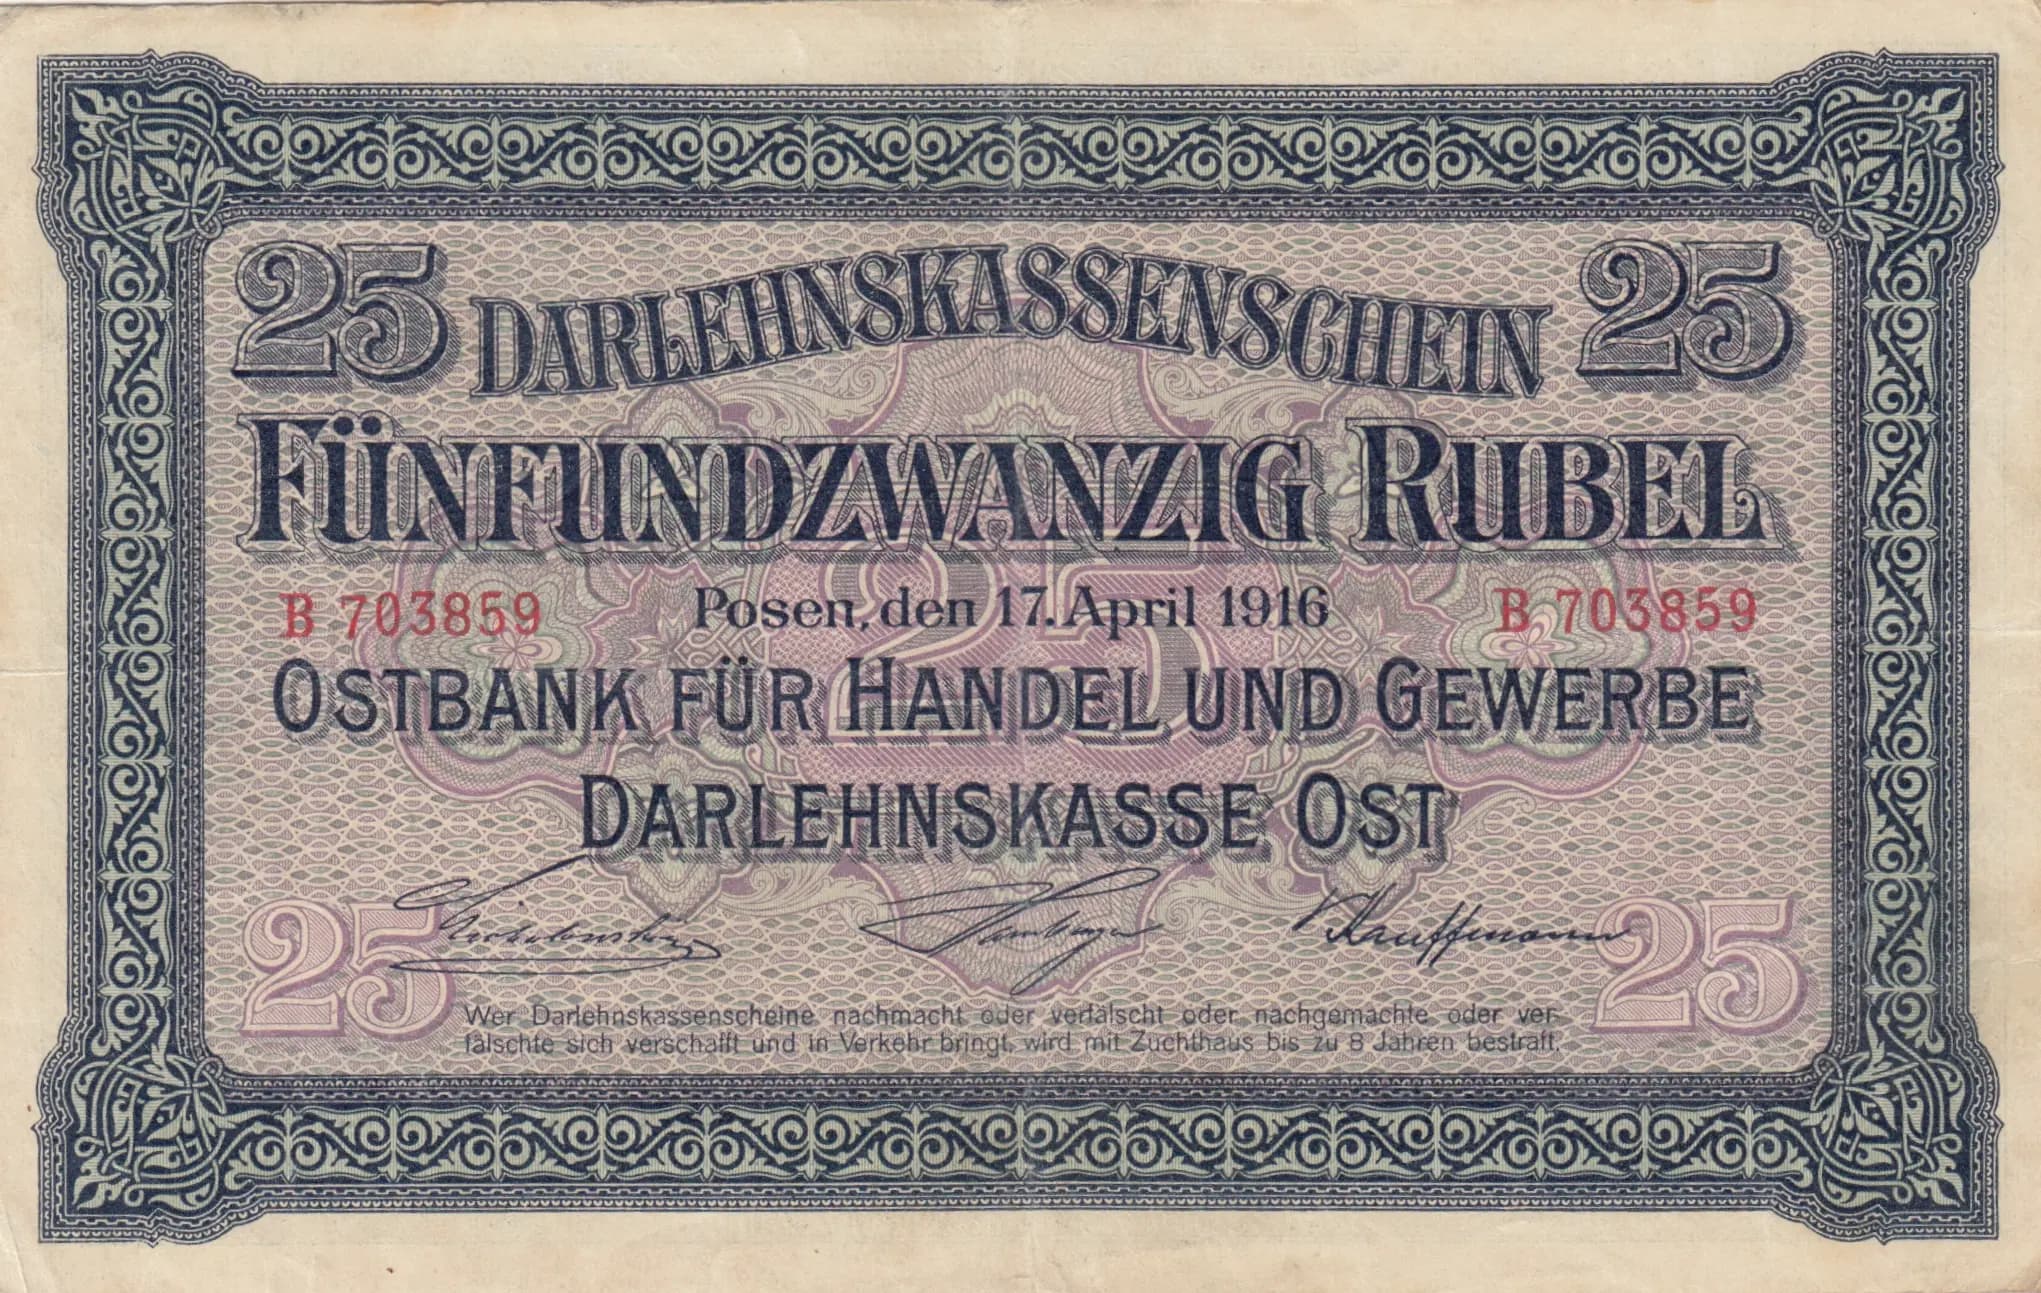 25 DARLEHNSKASSENSCHEIN 25
FÜNFUNDZWANZIG RUBEL
B 703859 Posen, den 17. April 1916 B 703859
25
OSTBANK FÜR HANDEL UND GEWERBE
DARLEHNSKASSE OST
Kauffmann
25 25
Wer Darlehnskassenscheine nachmacht oder verfälscht oder nachgemachte oder ver-
fälschte sich verschafft und in Verkehr bringt, wird mit Zuchthaus bis zu 8 Jahren bestraft.